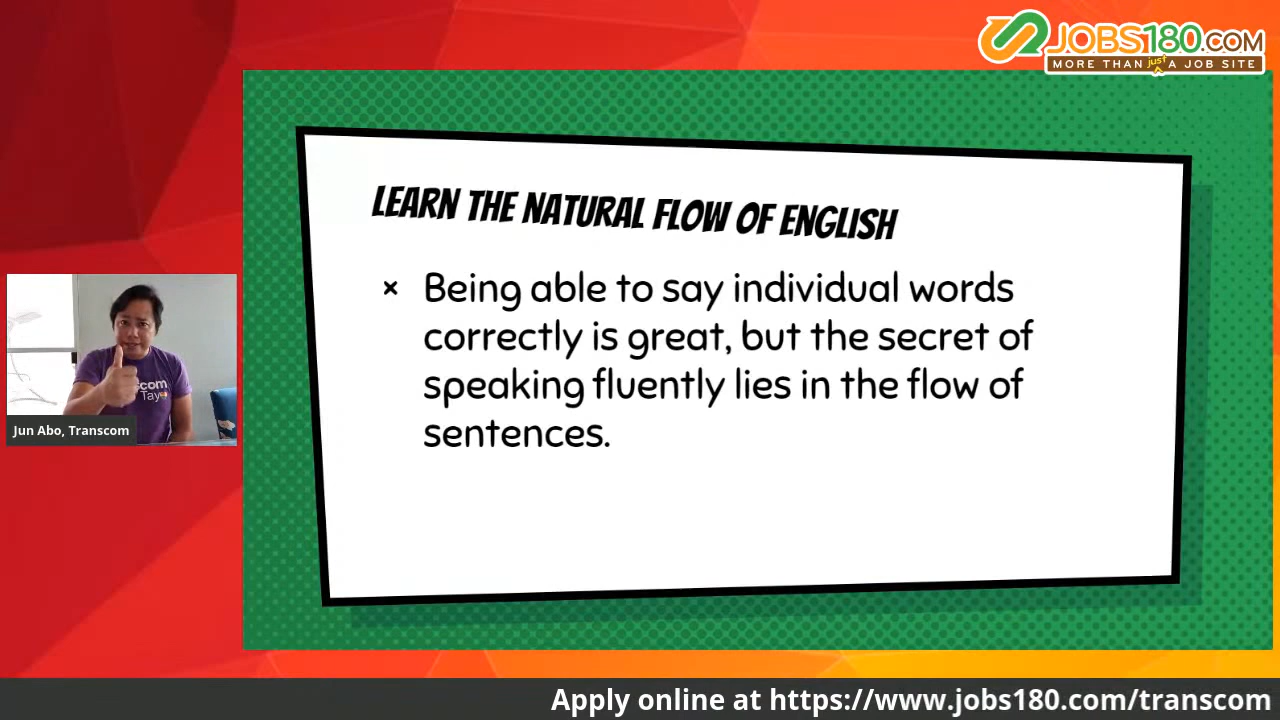 JOBS180.COM
MORE THAN just A JOB SITE
LEARN THE NATURAL FLOW OF ENGLISH
× Being able to say individual words
correctly is great, but the secret of
speaking fluently lies in the flow of
sentences.
scom
Tay
Jun Abo, Transcom
Apply online at https://www.jobs180.com/transcom